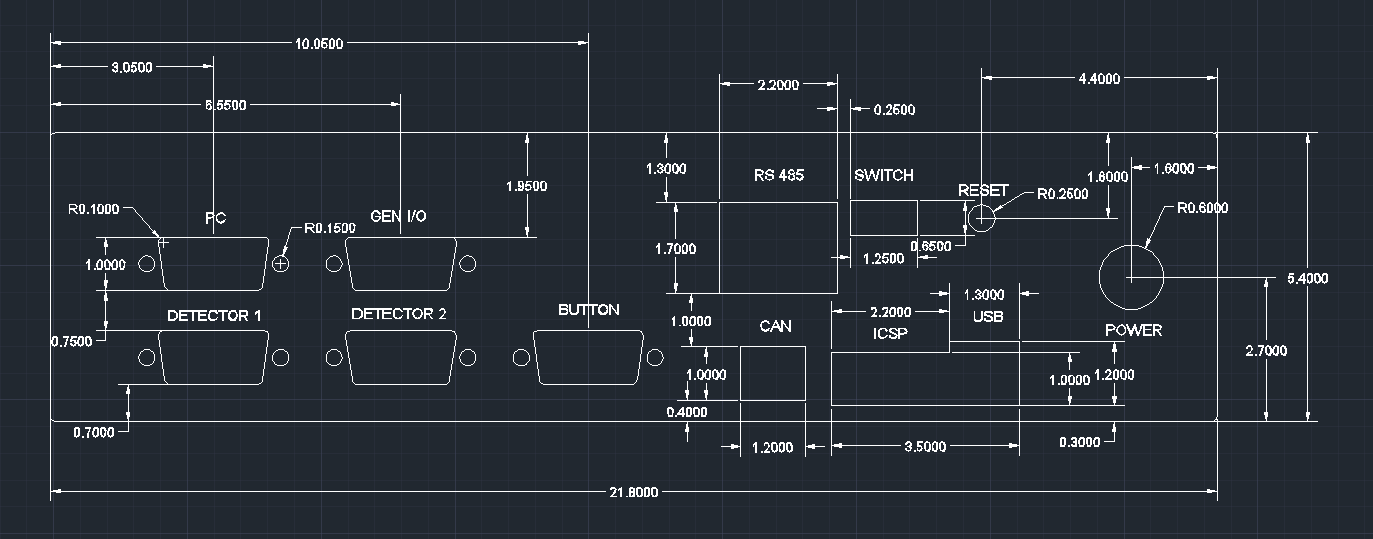 10.0500
3.0500
4.4000
2.2000
6.5500
0.2500
1.3000
RS 485
SWITCH
1.6000
1.6000
1.9500
RESET
R0.2500
R0.1000
PC
GEN I/O
R0.6000
R0.1500
1.7000
0.6500
1.0000
1.2500
5.4000
1.3000
DETECTOR 1
DETECTOR 2
BUTTON
2.2000
USB
1.0000
CAN
ICSP
POWER
0.7500
2.7000
1.0000
1.0000
1.2000
0.4000
0.7000
1.2000
3.5000
0.3000
21.8000